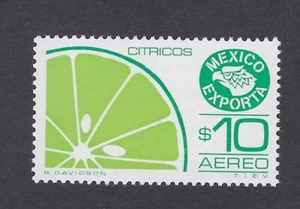 CITRICOS
MEXICO
EXPORTA
$10
AEREO
R. DAVIDSON
T.I.E.V.